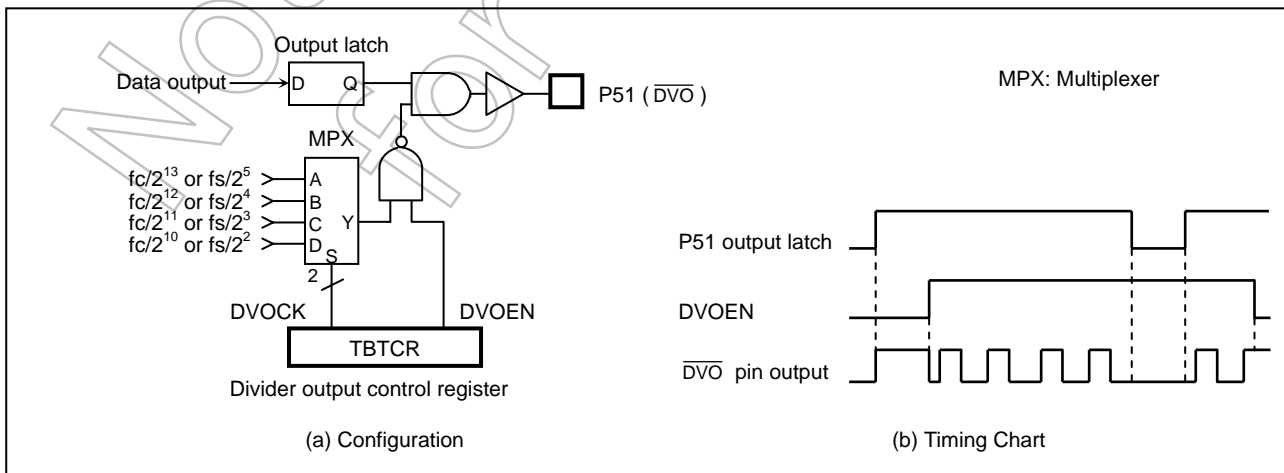 Output latch
Data output
D
Q
P51 ( DVO )
MPX: Multiplexer
MPX
fc/2^13 or fs/2^5
fc/2^12 or fs/2^4
fc/2^11 or fs/2^3
fc/2^10 or fs/2^2
A
B
C
D
Y
S
2
DVOCK
DVOEN
TBTCR
Divider output control register
(a) Configuration
P51 output latch
DVOEN
DVO pin output
(b) Timing Chart